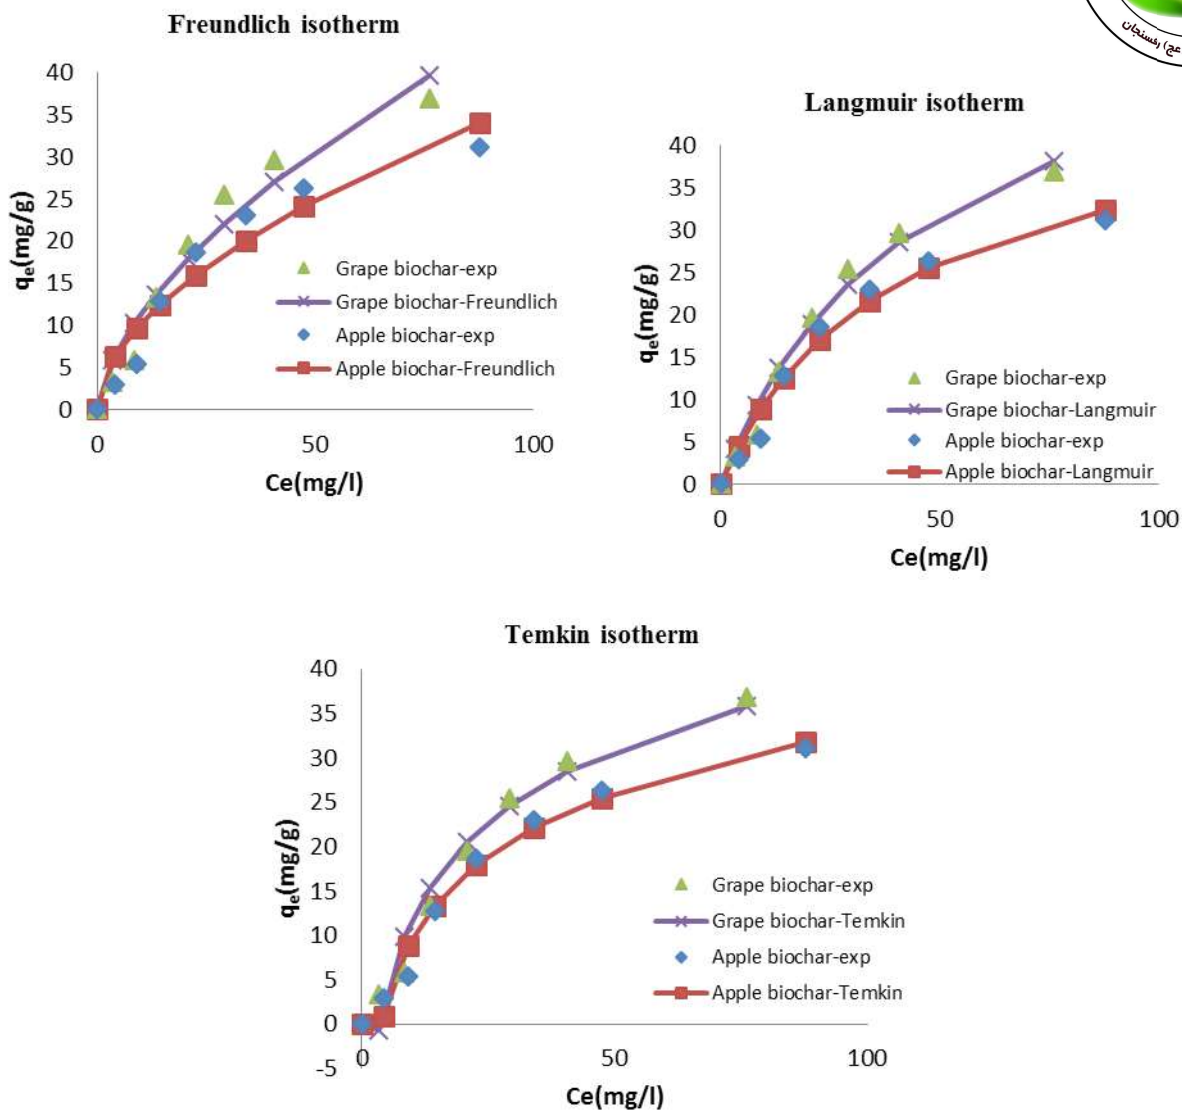 عج) رفسنجان
Freundlich isotherm
40
35
30
25
20
15
10
5
0
0
50
100
qe(mg/g)
Ce(mg/l)
Grape biochar-exp
Grape biochar-Freundlich
Apple biochar-exp
Apple biochar-Freundlich
Langmuir isotherm
40
35
30
25
20
15
10
5
0
0
50
100
qe(mg/g)
Ce(mg/l)
Grape biochar-exp
Grape biochar-Langmuir
Apple biochar-exp
Apple biochar-Langmuir
Temkin isotherm
40
35
30
25
20
15
10
5
0
-5
0
50
100
qe(mg/g)
Ce(mg/l)
Grape biochar-exp
Grape biochar-Temkin
Apple biochar-exp
Apple biochar-Temkin